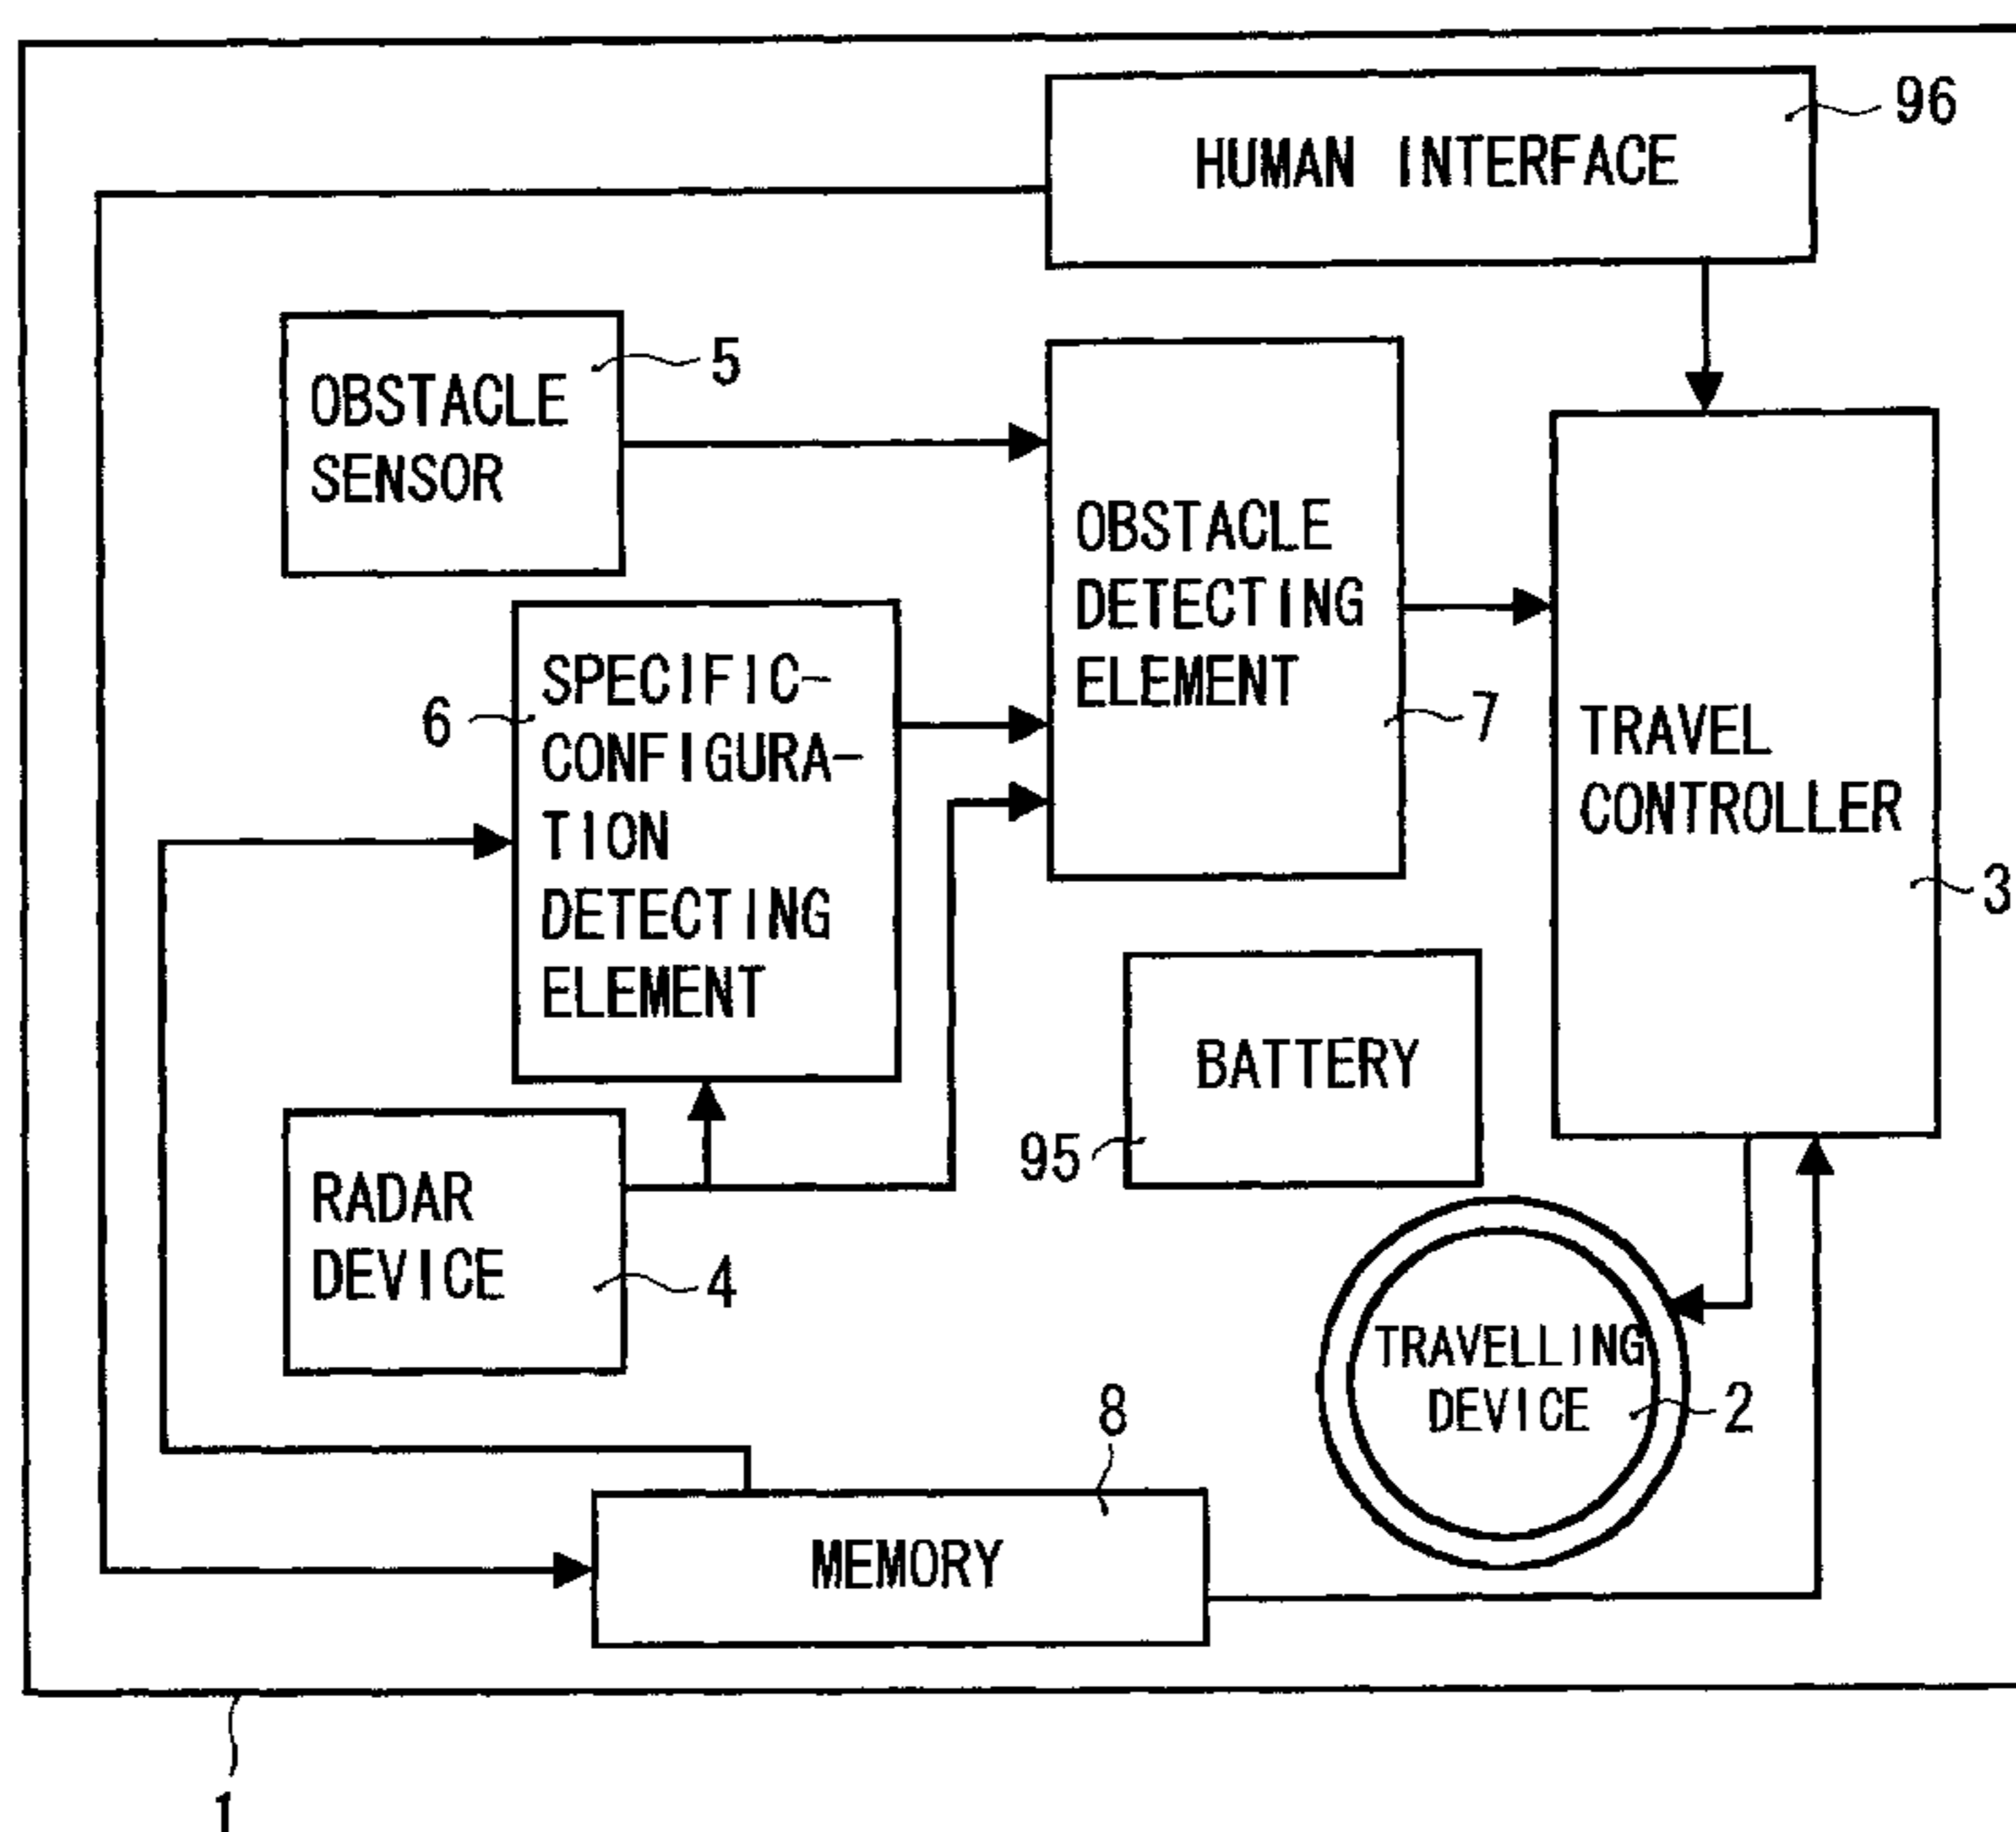 96
HUMAN INTERFACE
5
OBSTACLE
SENSOR
OBSTACLE
DETECTING
ELEMENT
7
6
SPECIFIC-
CONFIGURA-
TION
DETECTING
ELEMENT
TRAVEL
CONTROLLER
3
BATTERY
95
RADAR
DEVICE
4
TRAVELLING
DEVICE
2
8
MEMORY
1